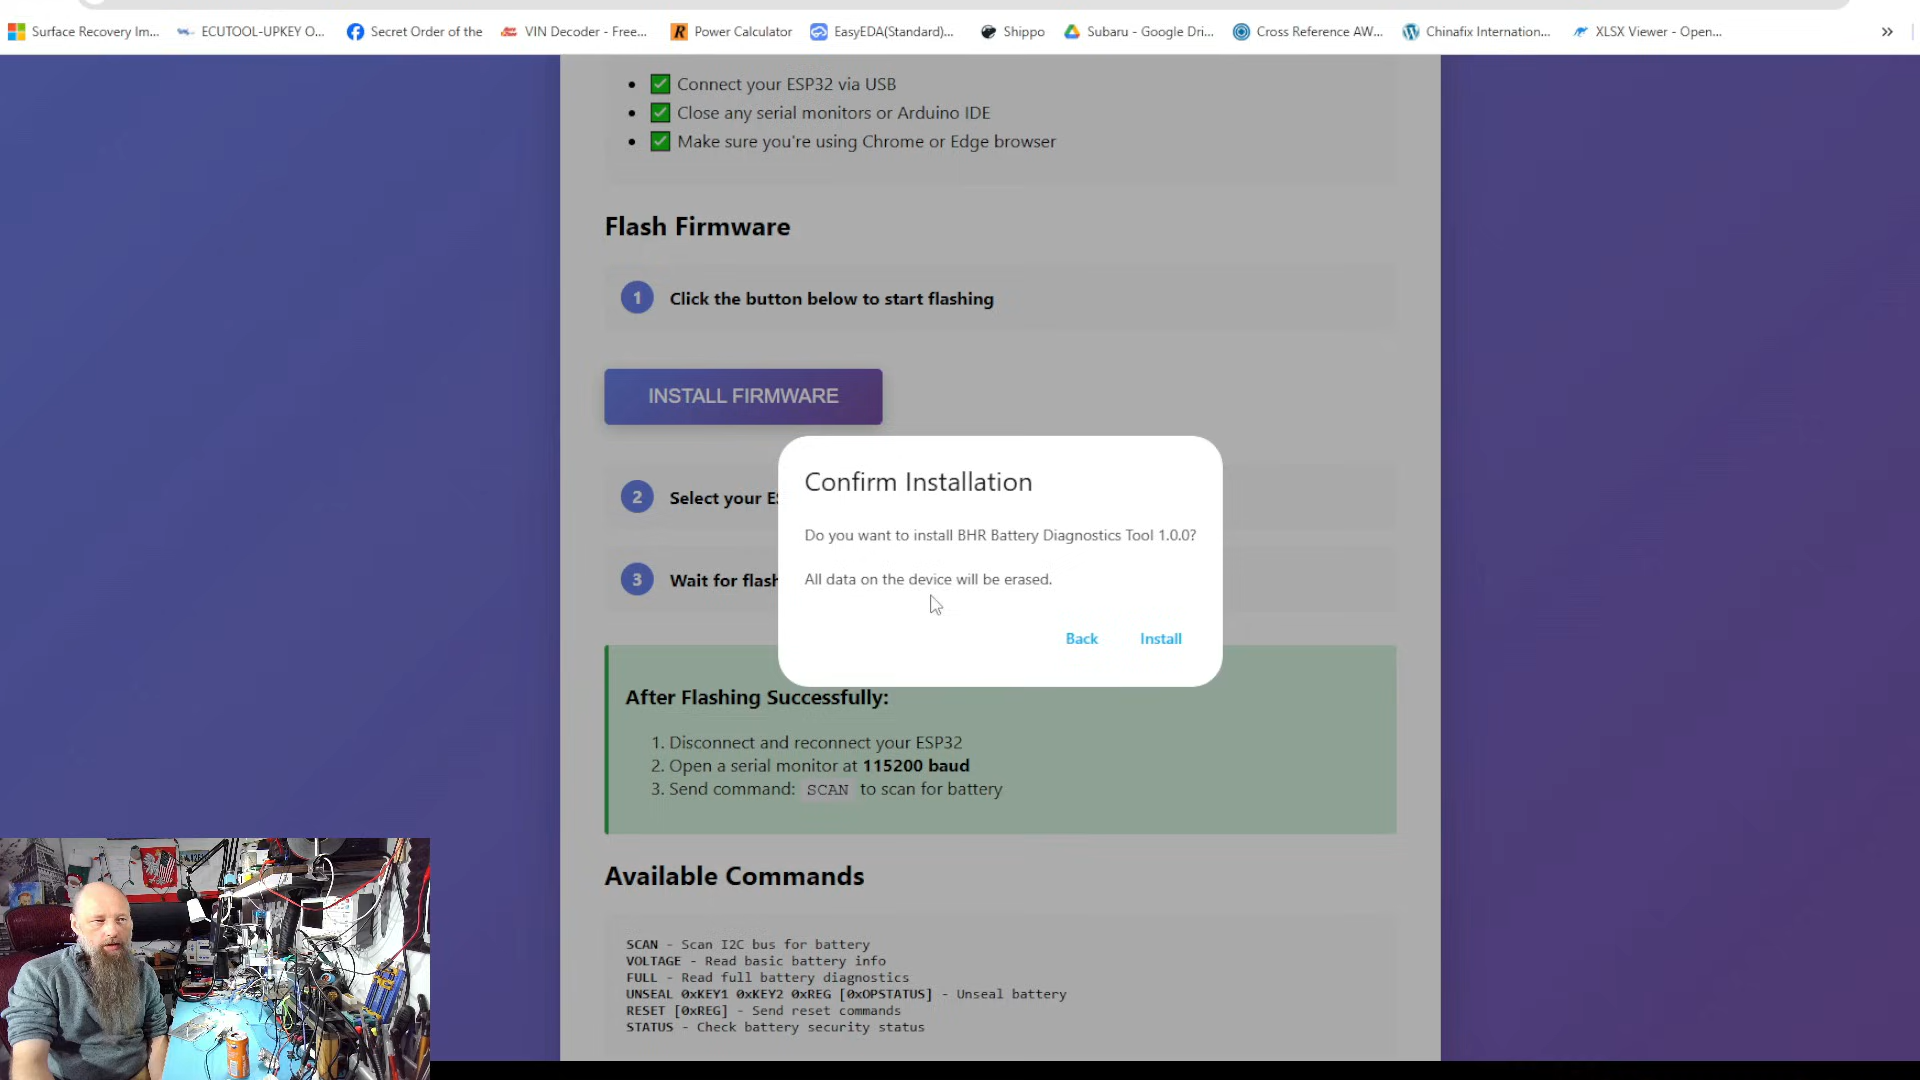 Surface Recovery Im...
ECUTOOL-UPKEY O...
Secret Order of the
VIN Decoder - Free...
Power Calculator
EasyEDA(Standard)...
Shippo
Subaru - Google Dri...
Cross Reference AW...
Chinafix Internation...
XLSX Viewer - Open...
Connect your ESP32 via USB
Close any serial monitors or Arduino IDE
Make sure you're using Chrome or Edge browser
Flash Firmware
1 Click the button below to start flashing
INSTALL FIRMWARE
Confirm Installation
2 Select your ES
Do you want to install BHR Battery Diagnostics Tool 1.0.0?
3 Wait for flash
All data on the device will be erased.
Back
Install
After Flashing Successfully:
1. Disconnect and reconnect your ESP32
2. Open a serial monitor at 115200 baud
3. Send command: SCAN to scan for battery
Available Commands
SCAN - Scan I2C bus for battery
VOLTAGE - Read basic battery info
FULL - Read full battery diagnostics
UNSEAL 0xKEY1 0xKEY2 0xREG [0xOPSTATUS] - Unseal battery
RESET [0xREG] - Send reset commands
STATUS - Check battery security status